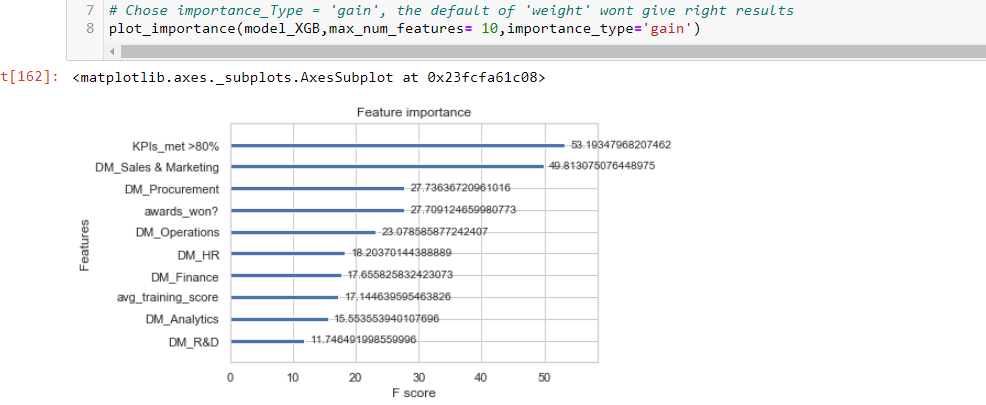 7 # Chose importance_Type = 'gain', the default of 'weight' wont give right results
8 plot_importance(model_XGB,max_num_features= 10,importance_type='gain')
t[162]: <matplotlib.axes._subplots.AxesSubplot at 0x23fcfa61c08>
Feature importance
KPIs_met >80% 53.19347968207462
DM_Sales & Marketing 49.813075076448975
DM_Procurement 27.73636720961016
awards_won? 27.709124659980773
DM_Operations 23.078585877242407
DM_HR 18.20370144388889
DM_Finance 17.655825832423073
avg_training_score 17.144639595463826
DM_Analytics 15.553553940107696
DM_R&D 11.746491998559996
Features
0 10 20 30 40 50
F score